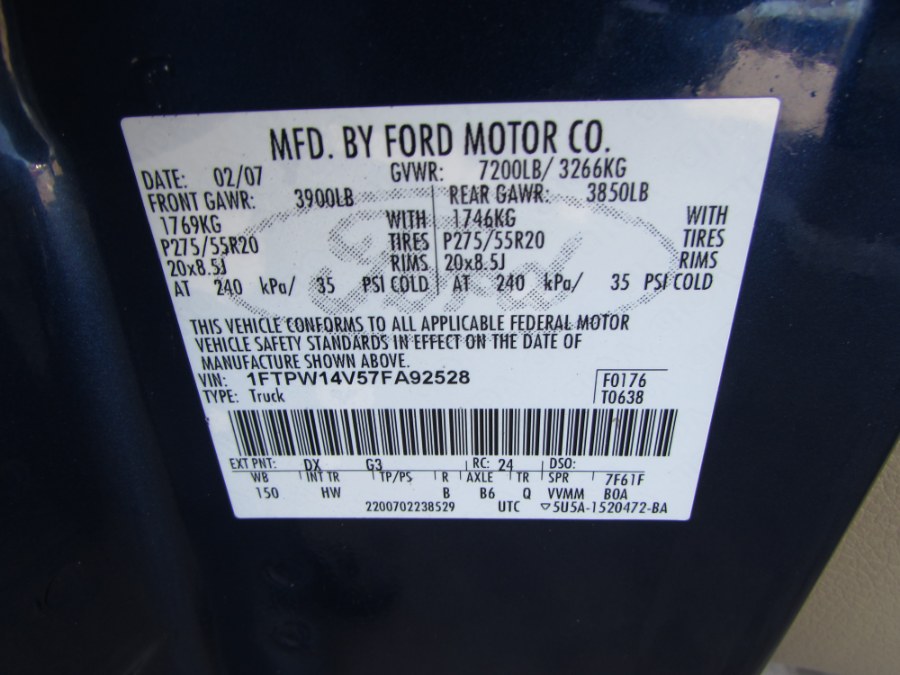 MFD. BY FORD MOTOR CO.
DATE: 02/07 GVWR: 7200LB/ 3266KG
FRONT GAWR: 3900LB REAR GAWR: 3850LB
1769KG WITH 1746KG WITH
P275/55R20 TIRES P275/55R20 TIRES
20x8.5J RIMS 20x8.5J RIMS
AT 240 kPa/ 35 PSI COLD AT 240 kPa/ 35 PSI COLD
Ford
THIS VEHICLE CONFORMS TO ALL APPLICABLE FEDERAL MOTOR
VEHICLE SAFETY STANDARDS IN EFFECT ON THE DATE OF
MANUFACTURE SHOWN ABOVE.
VIN: 1FTPW14V57FA92528 F0176
TYPE: Truck T0638
EXT PNT: DX G3 RC: 24 DSO:
WB INT TR TP/PS R AXLE TR SPR 7F61F
150 HW B B6 Q VVMM BOA
2200702238529 UTC ▽5U5A-1520472-BA